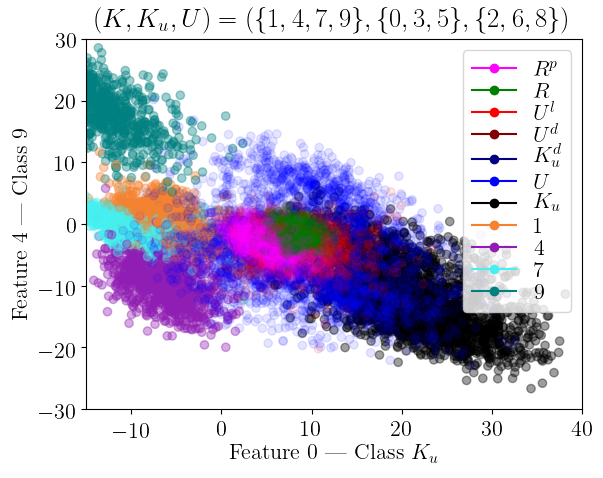 (K, K_u, U) = ({1, 4, 7, 9}, {0, 3, 5}, {2, 6, 8})
30
20
10
0
−10
−20
−30
Feature 4 — Class 9
R^p
R
U^l
U^d
K_u^d
U
K_u
1
4
7
9
−10
0
10
20
30
40
Feature 0 — Class K_u